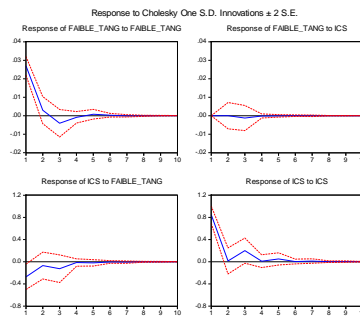 Response to Cholesky One S.D. Innovations ± 2 S.E.
Response of FAIBLE_TANG to FAIBLE_TANG
Response of FAIBLE_TANG to ICS
.04
.03
.02
.01
.00
-.01
-.02
1 2 3 4 5 6 7 8 9 10
.04
.03
.02
.01
.00
-.01
-.02
1 2 3 4 5 6 7 8 9
Response of ICS to FAIBLE_TANG
Response of ICS to ICS
1.2
0.8
0.4
0.0
-0.4
-0.8
1 2 3 4 5 6 7 8 9 10
1.2
0.8
0.4
0.0
-0.4
-0.8
1 2 3 4 5 6 7 8 9